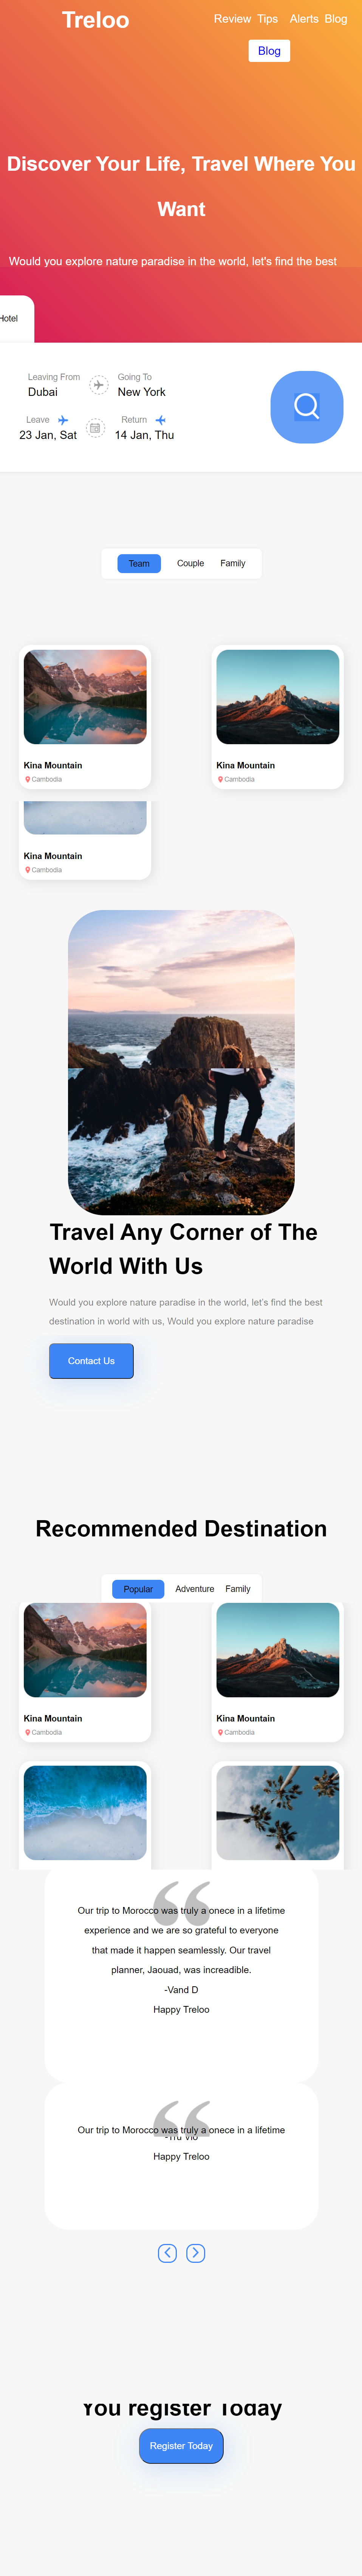 Treloo
Review Tips Alerts Blog
Blog
Discover Your Life, Travel Where You
Want
Would you explore nature paradise in the world, let's find the best
Hotel
Leaving From
Going To
Dubai
New York
Leave
Return
23 Jan, Sat
14 Jan, Thu
Team Couple Family
Kina Mountain
Cambodia
Kina Mountain
Cambodia
Kina Mountain
Cambodia
Travel Any Corner of The
World With Us
Would you explore nature paradise in the world, let's find the best
destination in world with us, Would you explore nature paradise
Contact Us
Recommended Destination
Popular Adventure Family
Kina Mountain
Cambodia
Kina Mountain
Cambodia
Our trip to Morocco was truly a onece in a lifetime
experience and we are so grateful to everyone
that made it happen seamlessly. Our travel
planner, Jaouad, was increadible.
-Vand D
Happy Treloo
Our trip to Morocco was truly a onece in a lifetime
Happy Treloo
You register Today
Register Today